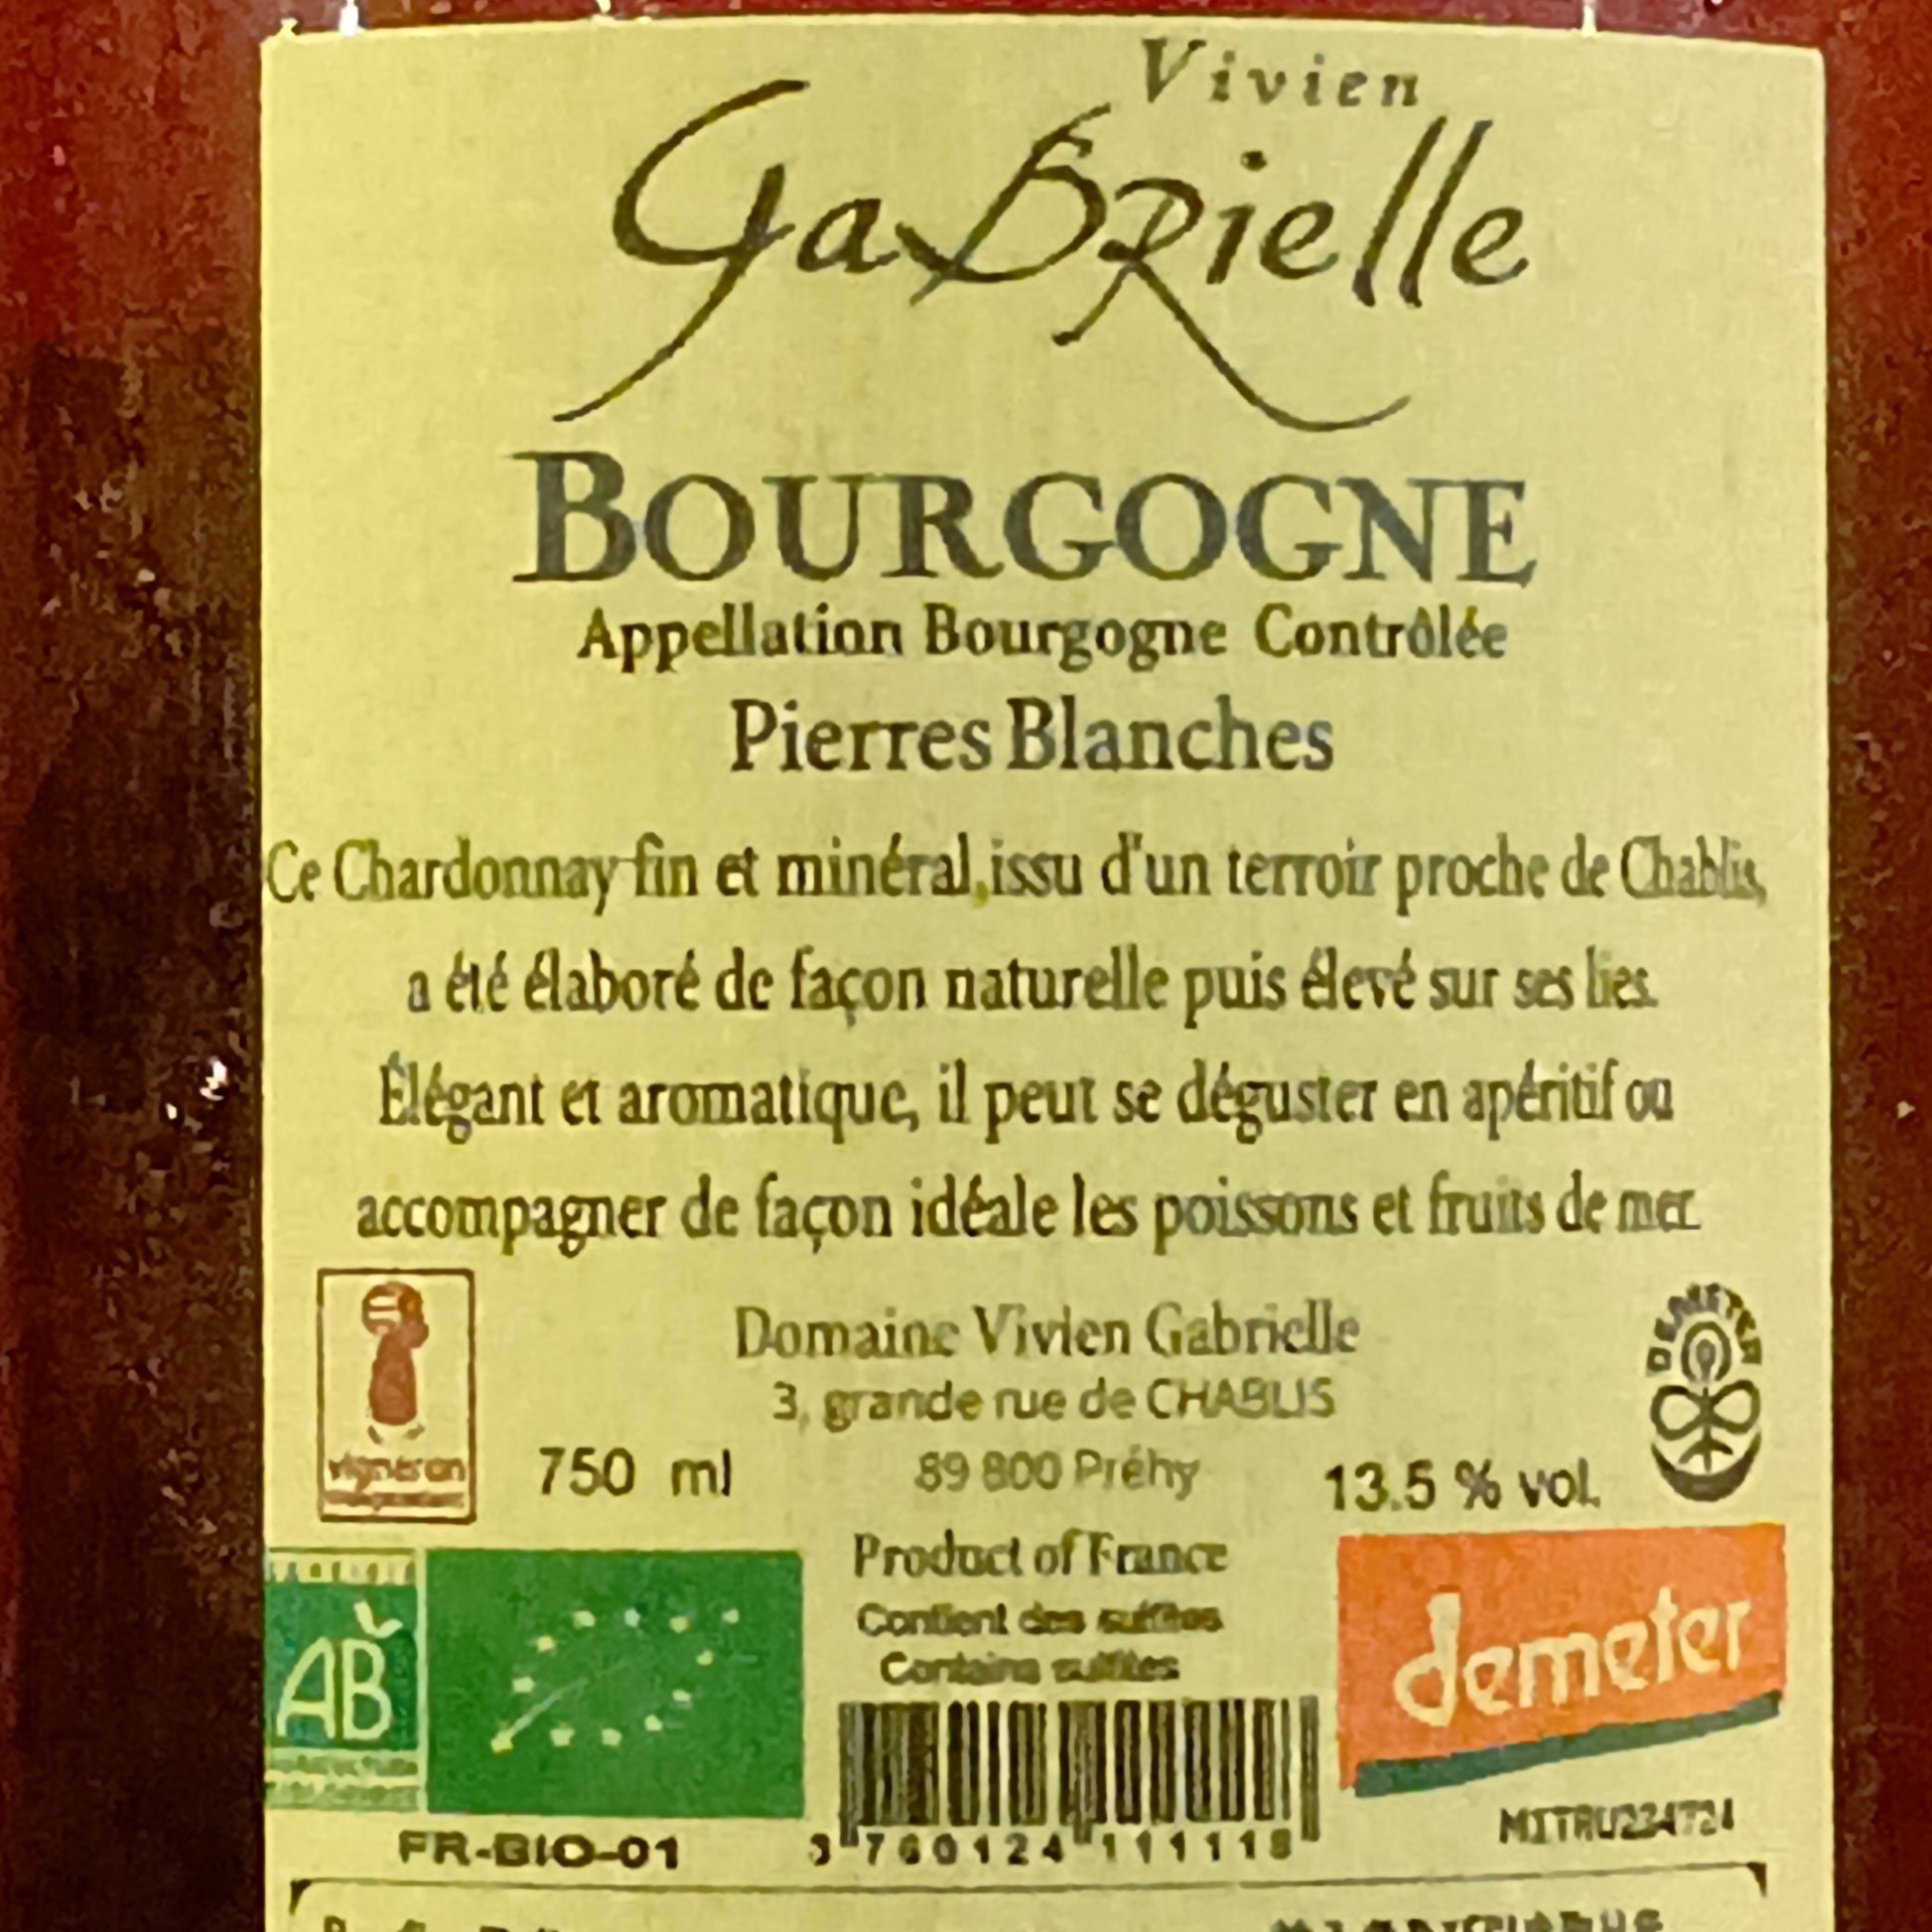 Vivien
GaBRielle
BOURGOGNE
Appellation Bourgogne Contrôlée
Pierres Blanches
Ce Chardonnay fin et minéral, issu d'un terroir proche de Chablis,
a été élaboré de façon naturelle puis élevé sur ses lies.
Élégant et aromatique, il peut se déguster en apéritif ou
accompagner de façon idéale les poissons et fruits de mer.
DEMETER
Domaine Vivien Gabrielle
3, grande rue de CHABLIS
vigneron
750 ml
89 800 Préhy
13.5 % vol.
Product of France
Contient des sulfites
Contains sulfites
AB
demeter
FR-BIO-01
3 760124 111118